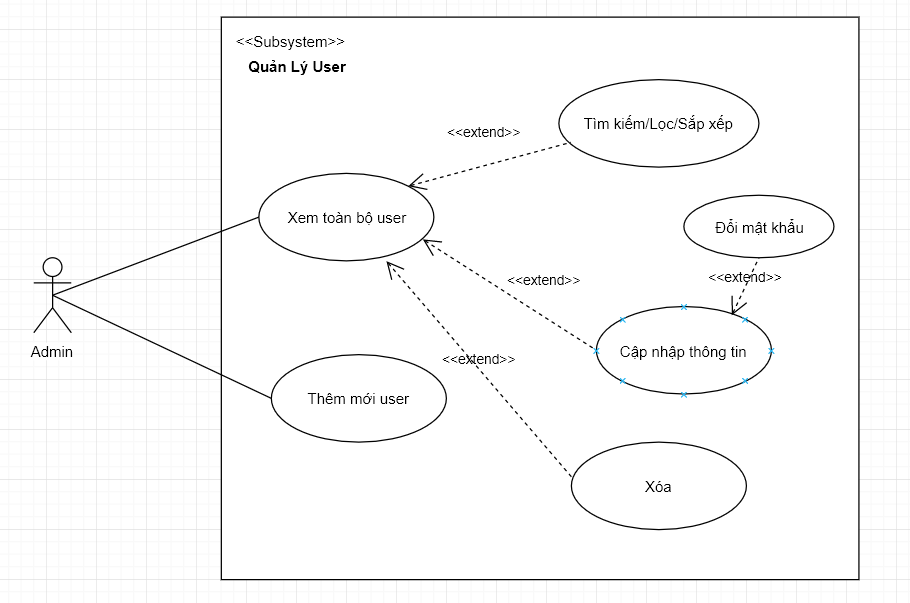 <<Subsystem>>
Quản Lý User
Tìm kiếm/Lọc/Sắp xếp
<<extend>>
Xem toàn bộ user
Đổi mật khẩu
<<extend>>
<<extend>>
Admin
Cập nhập thông tin
<<extend>>
Thêm mới user
Xóa